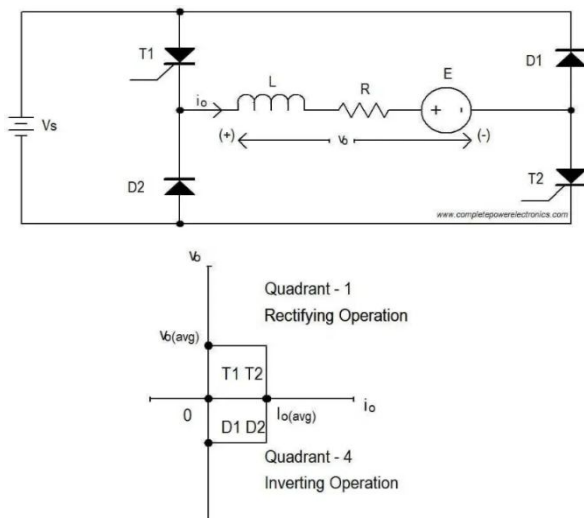 T1
D1
L
R
E
io
+ -
Vs
(+)
vo
(-)
D2
T2
www.completepowerelectronics.com
vo
Quadrant - 1
Rectifying Operation
vo(avg)
T1 T2
0
Io(avg)
io
D1 D2
Quadrant - 4
Inverting Operation